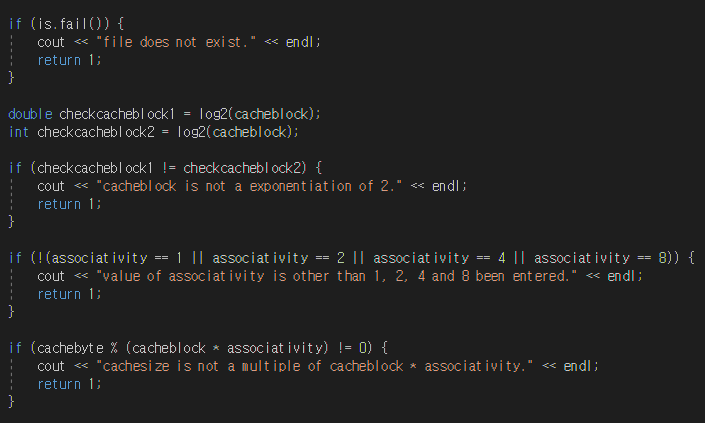 if (is.fail()) {
cout << "file does not exist." << endl;
return 1;
}
double checkcacheblock1 = log2(cacheblock);
int checkcacheblock2 = log2(cacheblock);
if (checkcacheblock1 != checkcacheblock2) {
cout << "cacheblock is not a exponentiation of 2." << endl;
return 1;
}
if (!(associativity == 1 || associativity == 2 || associativity == 4 || associativity == 8)) {
cout << "value of associativity is other than 1, 2, 4 and 8 been entered." << endl;
return 1;
}
if (cachebyte % (cacheblock * associativity) != 0) {
cout << "cachesize is not a multiple of cacheblock * associativity." << endl;
return 1;
}